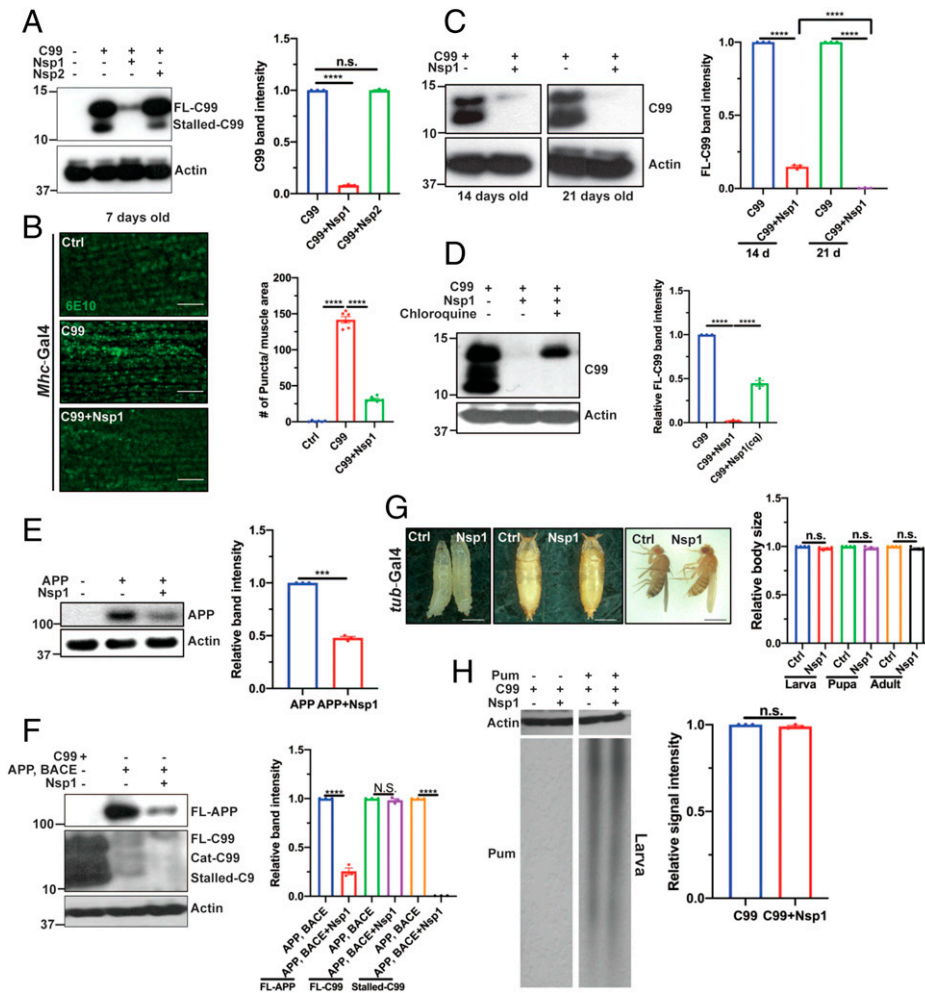 A
C99 - + + +
Nsp1 - - + -
Nsp2 - - - +
15
FL-C99
Stalled-C99
10
Actin
37
7 days old
C99 band intensity
1.5
1.0
0.5
0.0
n.s.
****
C99
C99+Nsp1
C99+Nsp2
B
Mhc-Gal4
Ctrl
6E10
C99
C99+Nsp1
# of Puncta/ muscle area
200
150
100
50
0
**** ****
Ctrl
C99
C99+Nsp1
C
C99 + + + +
Nsp1 - + - +
15
C99
10
Actin
37
14 days old
21 days old
FL-C99 band intensity
1.0
0.5
0.0
****
**** ****
C99
C99+Nsp1
C99
C99+Nsp1
14 d
21 d
D
C99 + + +
Nsp1 - + +
Chloroquine - - +
15
C99
10
Actin
37
Relative FL-C99 band intensity
1.5
1.0
0.5
0.0
**** ****
C99
C99+Nsp1
C99+Nsp1(cq)
E
APP - + +
Nsp1 - - +
APP
100
Actin
37
Relative band intensity
1.5
1.0
0.5
0.0
***
APP
APP+Nsp1
F
C99 + - -
APP, BACE - + +
Nsp1 - - +
FL-APP
100
FL-C99
Cat-C99
Stalled-C9
10
Actin
37
Relative band intensity
1.5
1.0
0.5
0.0
****
N.S.
****
APP, BACE
APP, BACE+Nsp1
APP, BACE
APP, BACE+Nsp1
APP, BACE
APP, BACE+Nsp1
FL-APP
FL-C99
Stalled-C99
G
tub-Gal4
Ctrl Nsp1
Ctrl Nsp1
Ctrl Nsp1
Relative body size
1.5
1.0
0.5
0.0
n.s. n.s. n.s.
Ctrl
Nsp1
Ctrl
Nsp1
Ctrl
Nsp1
Larva
Pupa
Adult
H
Pum - - + +
C99 + + + +
Nsp1 - + - +
Actin
Pum
Larva
Relative signal intensity
1.5
1.0
0.5
0.0
n.s.
C99
C99+Nsp1